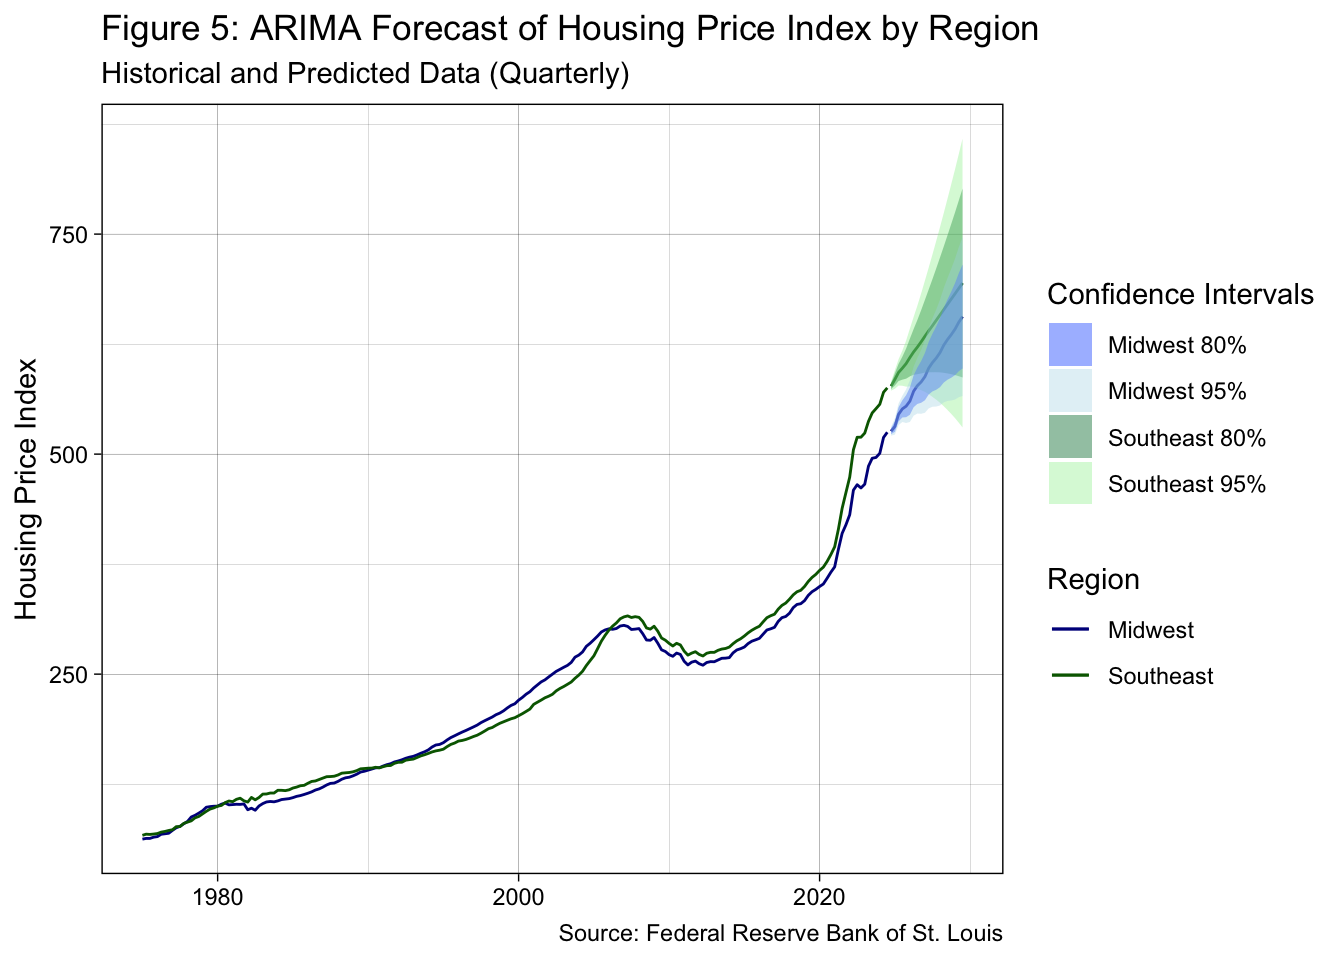 Figure 5: ARIMA Forecast of Housing Price Index by Region
Historical and Predicted Data (Quarterly)
Housing Price Index
750
500
250
1980
2000
2020
Confidence Intervals
Midwest 80%
Midwest 95%
Southeast 80%
Southeast 95%
Region
Midwest
Southeast
Source: Federal Reserve Bank of St. Louis